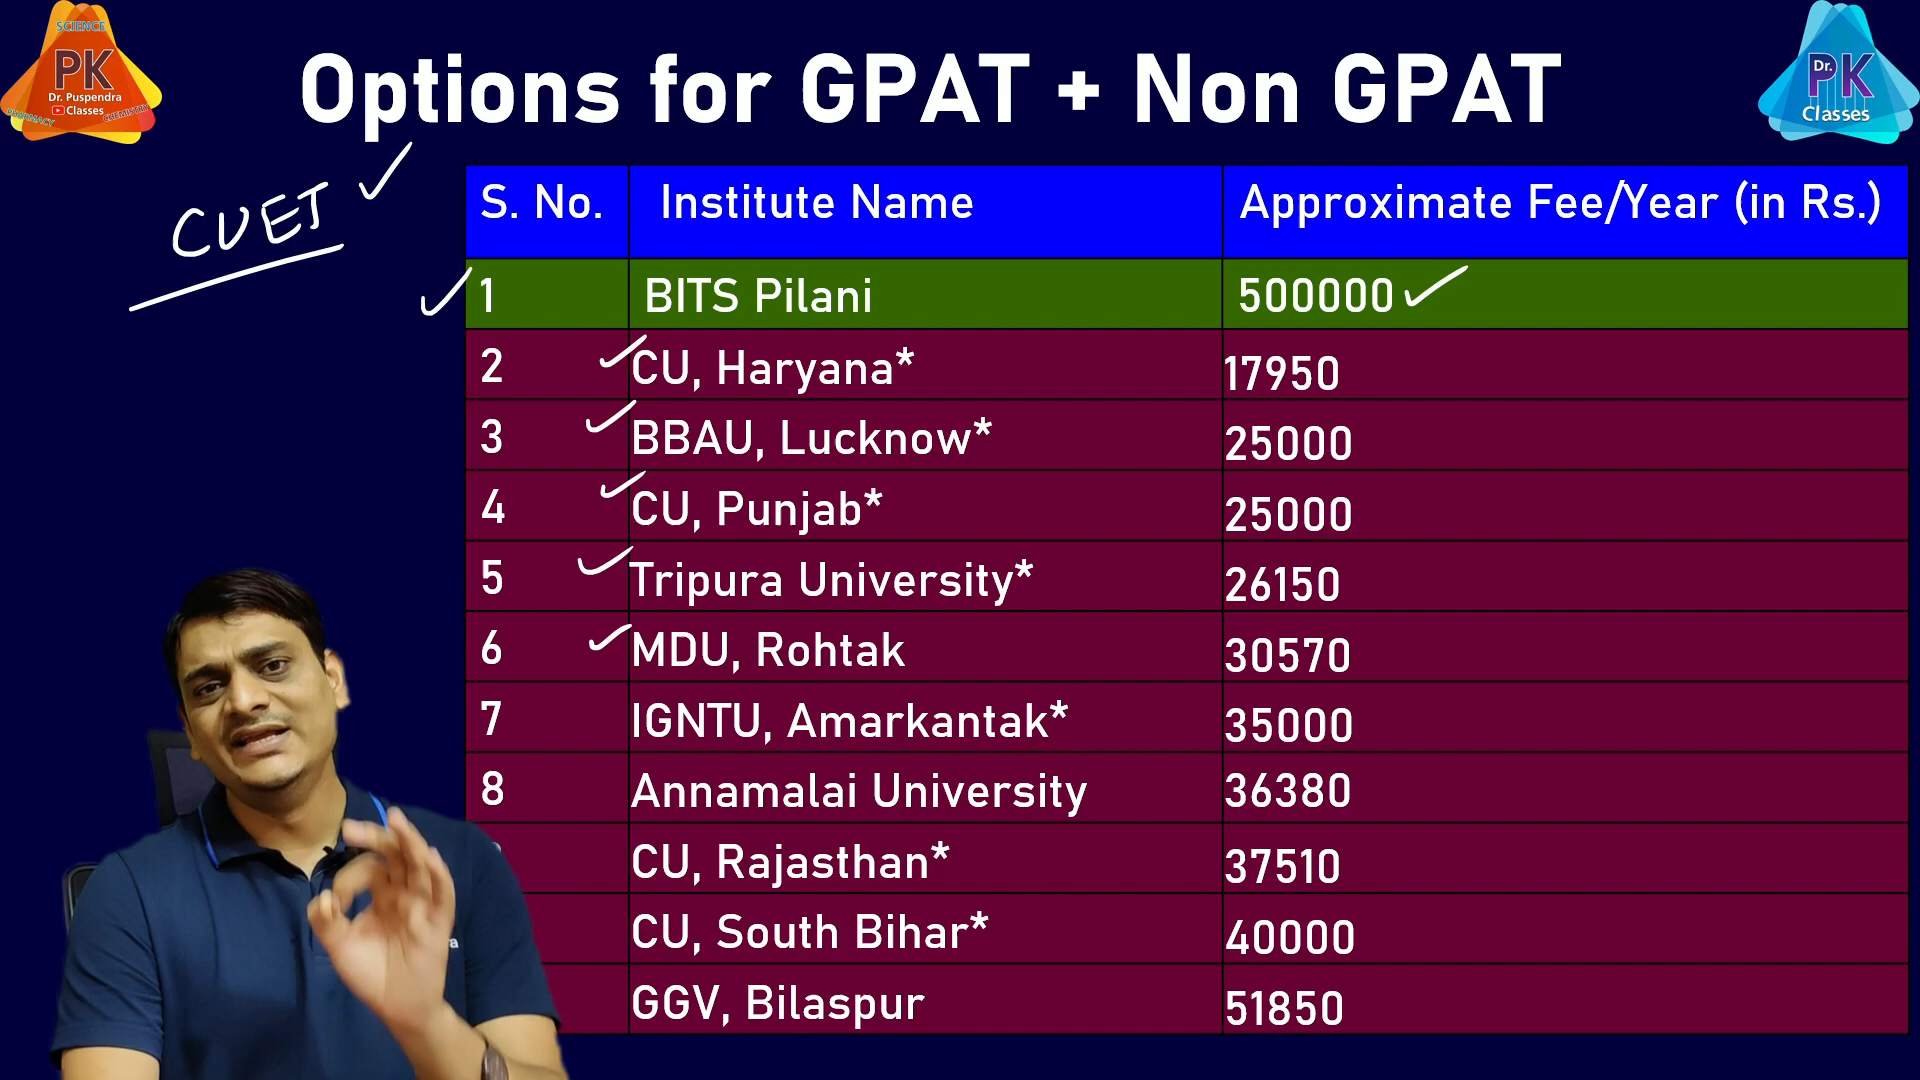 SCIENCE
PK
Dr. Puspendra
Classes
PHARMACY
CHEMISTRY
Options for GPAT + Non GPAT
Dr.
PK
Classes
CUET
S. No. Institute Name Approximate Fee/Year (in Rs.)
1 BITS Pilani 500000
2 CU, Haryana* 17950
3 BBAU, Lucknow* 25000
4 CU, Punjab* 25000
5 Tripura University* 26150
6 MDU, Rohtak 30570
7 IGNTU, Amarkantak* 35000
8 Annamalai University 36380
CU, Rajasthan* 37510
CU, South Bihar* 40000
GGV, Bilaspur 51850